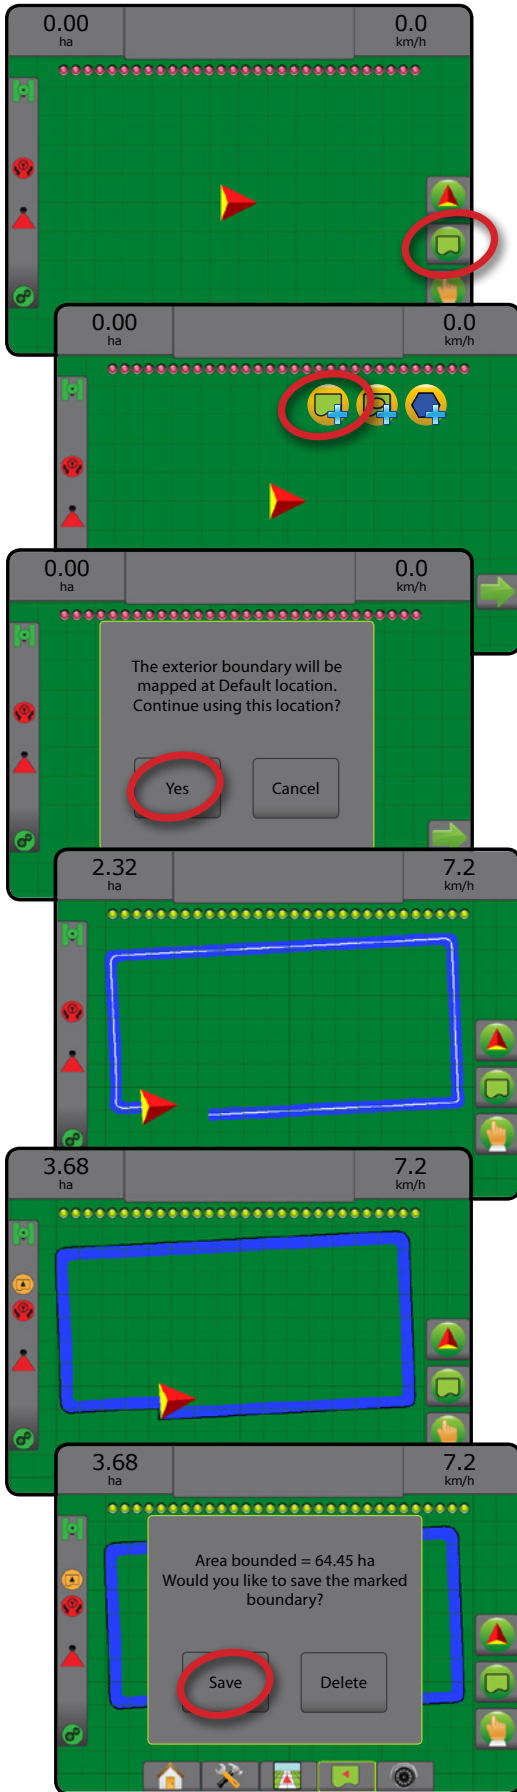 0.00
0.0
ha
km/h
0.00
0.0
ha
km/h
0.00
0.0
ha
km/h
The exterior boundary will be
mapped at Default location.
Continue using this location?
Yes
Cancel
2.32
7.2
ha
km/h
3.68
7.2
ha
km/h
3.68
7.2
ha
km/h
Area bounded = 64.45 ha
Would you like to save the marked
boundary?
Save
Delete